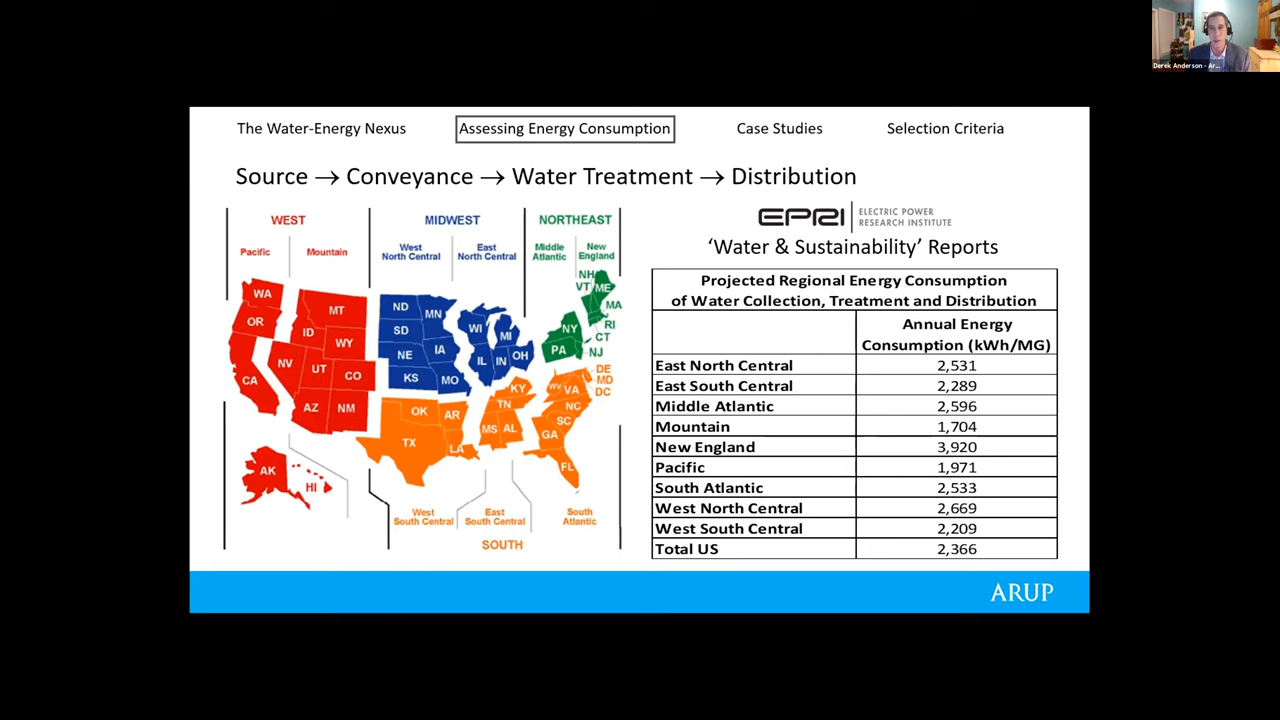 Derek Anderson - Ar...
The Water-Energy Nexus
Assessing Energy Consumption
Case Studies
Selection Criteria
Source → Conveyance → Water Treatment → Distribution
WEST
MIDWEST
NORTHEAST
Pacific
Mountain
West
North Central
East
North Central
Middle
Atlantic
New
England
WA
OR
CA
MT
ID
WY
NV
UT
CO
AZ
NM
AK
HI
ND
MN
SD
NE
IA
KS
MO
WI
MI
IL
IN
OH
NH
VT
ME
MA
RI
CT
NY
NJ
PA
DE
MD
DC
KY
WV
VA
TN
NC
SC
OK
AR
TX
LA
MS
AL
GA
FL
West
South Central
East
South Central
South
Atlantic
SOUTH
EPRI
ELECTRIC POWER
RESEARCH INSTITUTE
‘Water & Sustainability’ Reports
Projected Regional Energy Consumption
of Water Collection, Treatment and Distribution
Annual Energy
Consumption (kWh/MG)
East North Central 2,531
East South Central 2,289
Middle Atlantic 2,596
Mountain 1,704
New England 3,920
Pacific 1,971
South Atlantic 2,533
West North Central 2,669
West South Central 2,209
Total US 2,366
ARUP